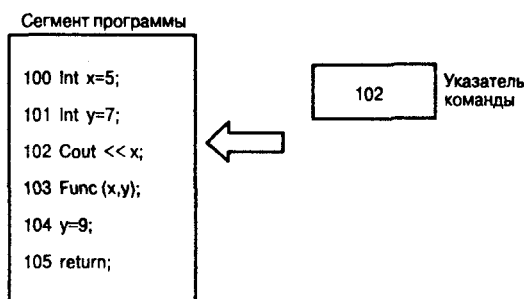 Сегмент программы
100 Int x=5;
101 Int y=7;
102 Cout <<x;
103 Func (x,y);
104 y=9;
105 return;
102
Указатель
команды